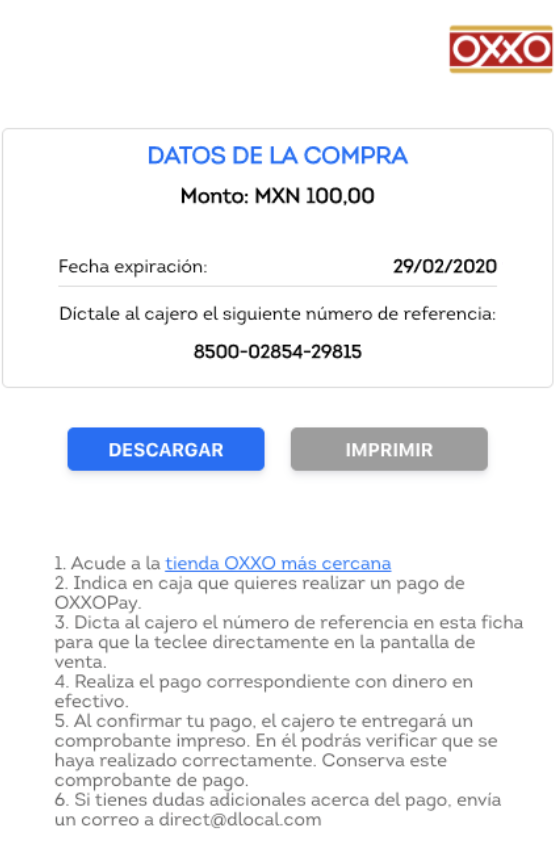 OXXO
DATOS DE LA COMPRA
Monto: MXN 100,00
Fecha expiración: 29/02/2020
Díctale al cajero el siguiente número de referencia:
8500-02854-29815
DESCARGAR IMPRIMIR
1. Acude a la tienda OXXO más cercana
2. Indica en caja que quieres realizar un pago de
OXXOPay.
3. Dicta al cajero el número de referencia en esta ficha
para que la teclee directamente en la pantalla de
venta.
4. Realiza el pago correspondiente con dinero en
efectivo.
5. Al confirmar tu pago, el cajero te entregará un
comprobante impreso. En él podrás verificar que se
haya realizado correctamente. Conserva este
comprobante de pago.
6. Si tienes dudas adicionales acerca del pago, envía
un correo a direct@dlocal.com